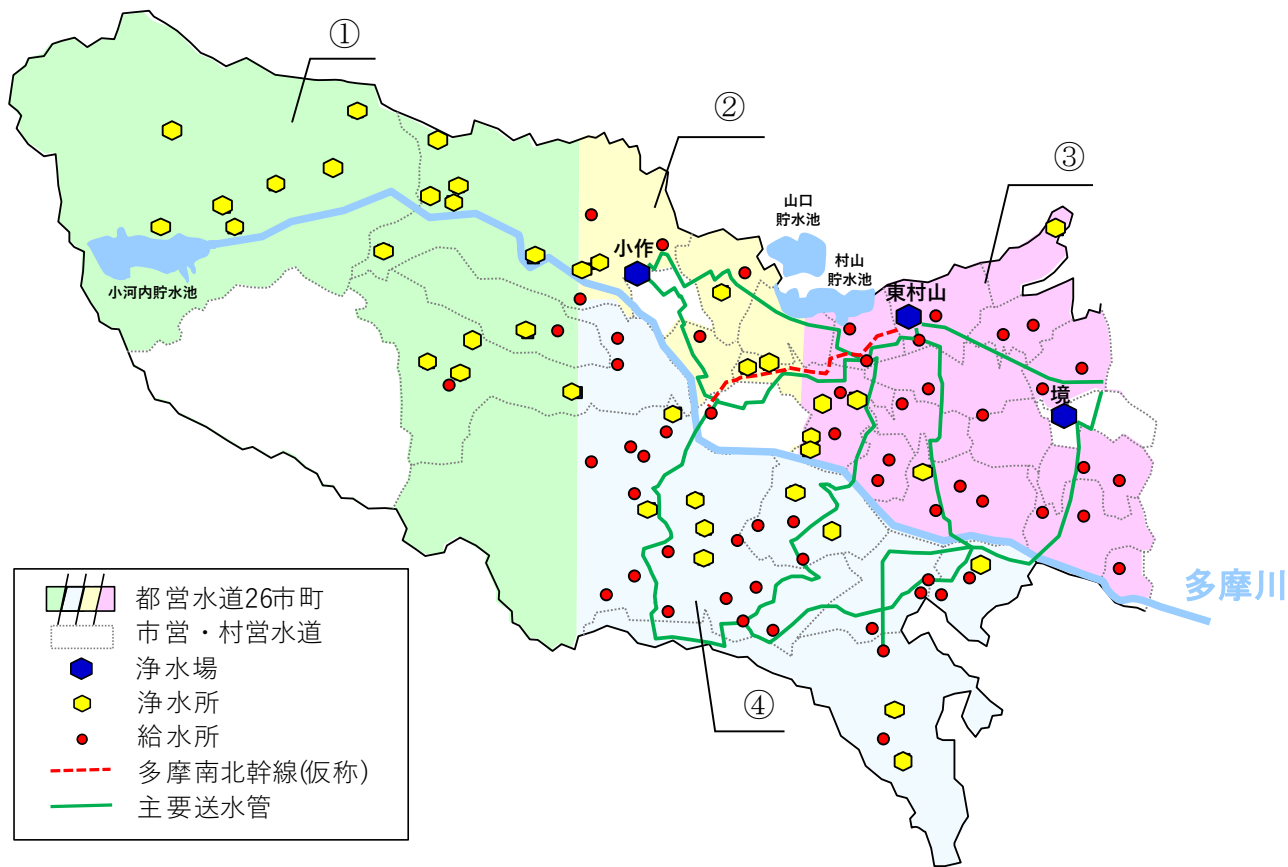 ①
②
③
山口
貯水池
村山
貯水池
小作
東村山
小河内貯水池
境
多摩川
④
都営水道26市町
市営・村営水道
浄水場
浄水所
給水所
多摩南北幹線(仮称)
主要送水管